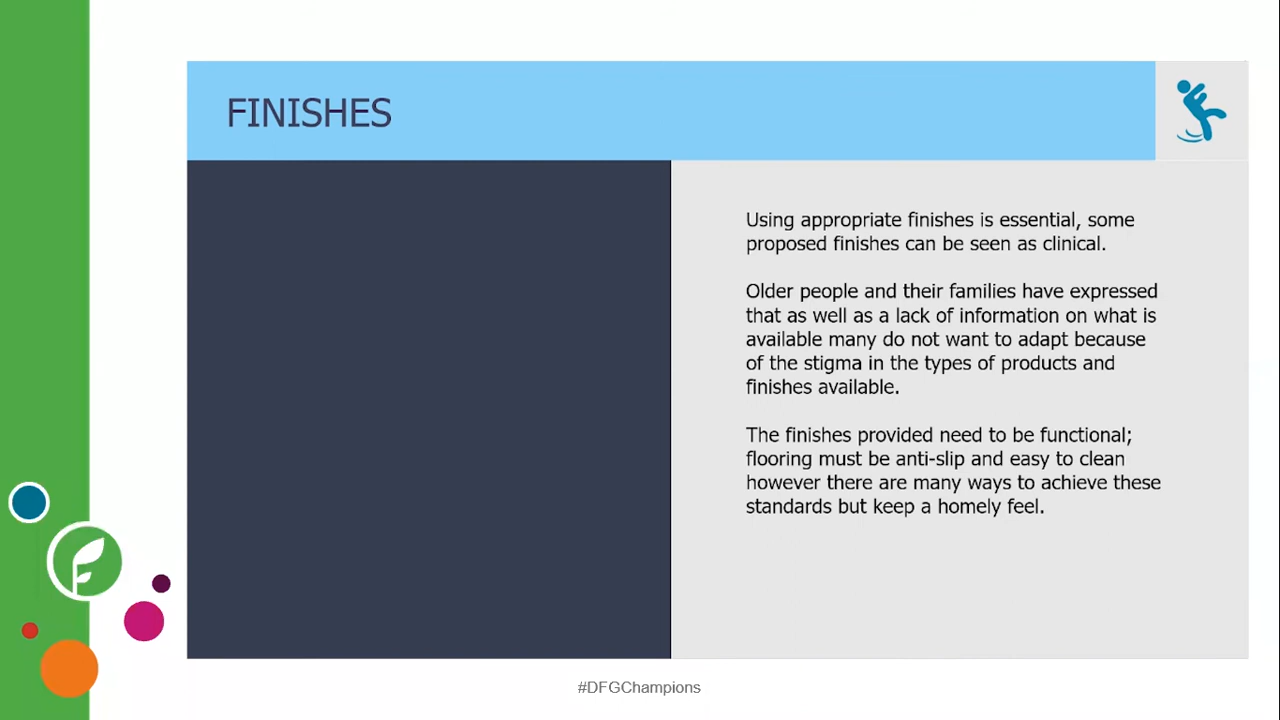 FINISHES
Using appropriate finishes is essential, some
proposed finishes can be seen as clinical.
Older people and their families have expressed
that as well as a lack of information on what is
available many do not want to adapt because
of the stigma in the types of products and
finishes available.
The finishes provided need to be functional;
flooring must be anti-slip and easy to clean
however there are many ways to achieve these
standards but keep a homely feel.
#DFGChampions